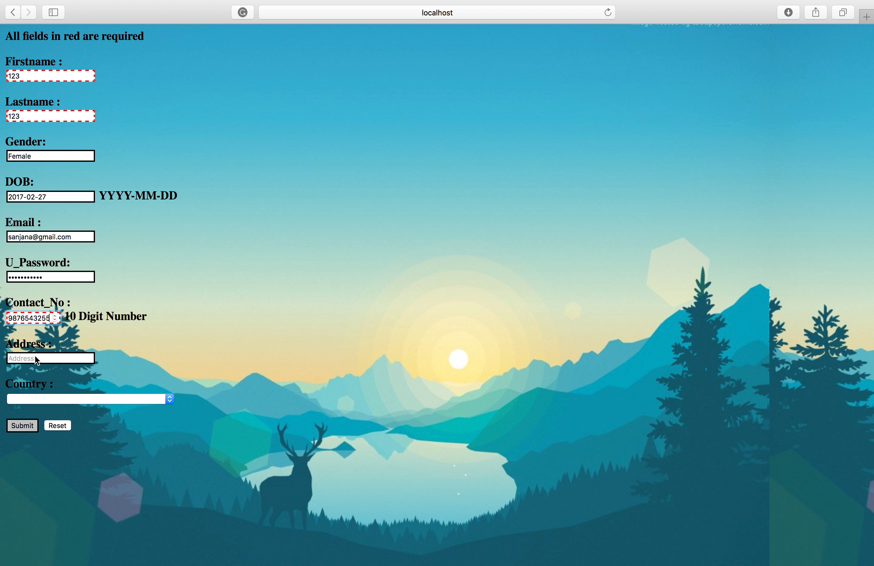 localhost
All fields in red are required
Firstname :
123
Lastname :
123
Gender:
Female
DOB:
2017-02-27 YYYY-MM-DD
Email :
sanjana@gmail.com
U_Password:
•••••••••••
Contact_No :
9876543255 10 Digit Number
Address :
Address
Country :
Submit Reset